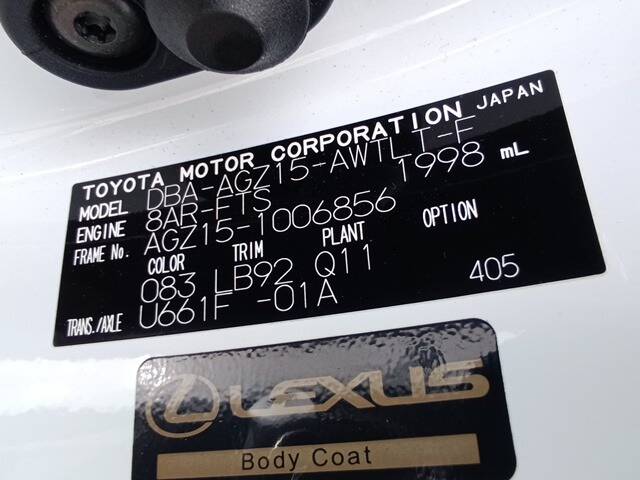 TOYOTA MOTOR CORPORATION JAPAN
MODEL DBA-AGZ15-AWTLT-F
ENGINE 8AR-FTS 1998 mL
FRAME No. AGZ15-1006856
COLOR TRIM PLANT OPTION
083 LB92 Q11
TRANS./AXLE U661F -01A 405
LEXUS
Body Coat